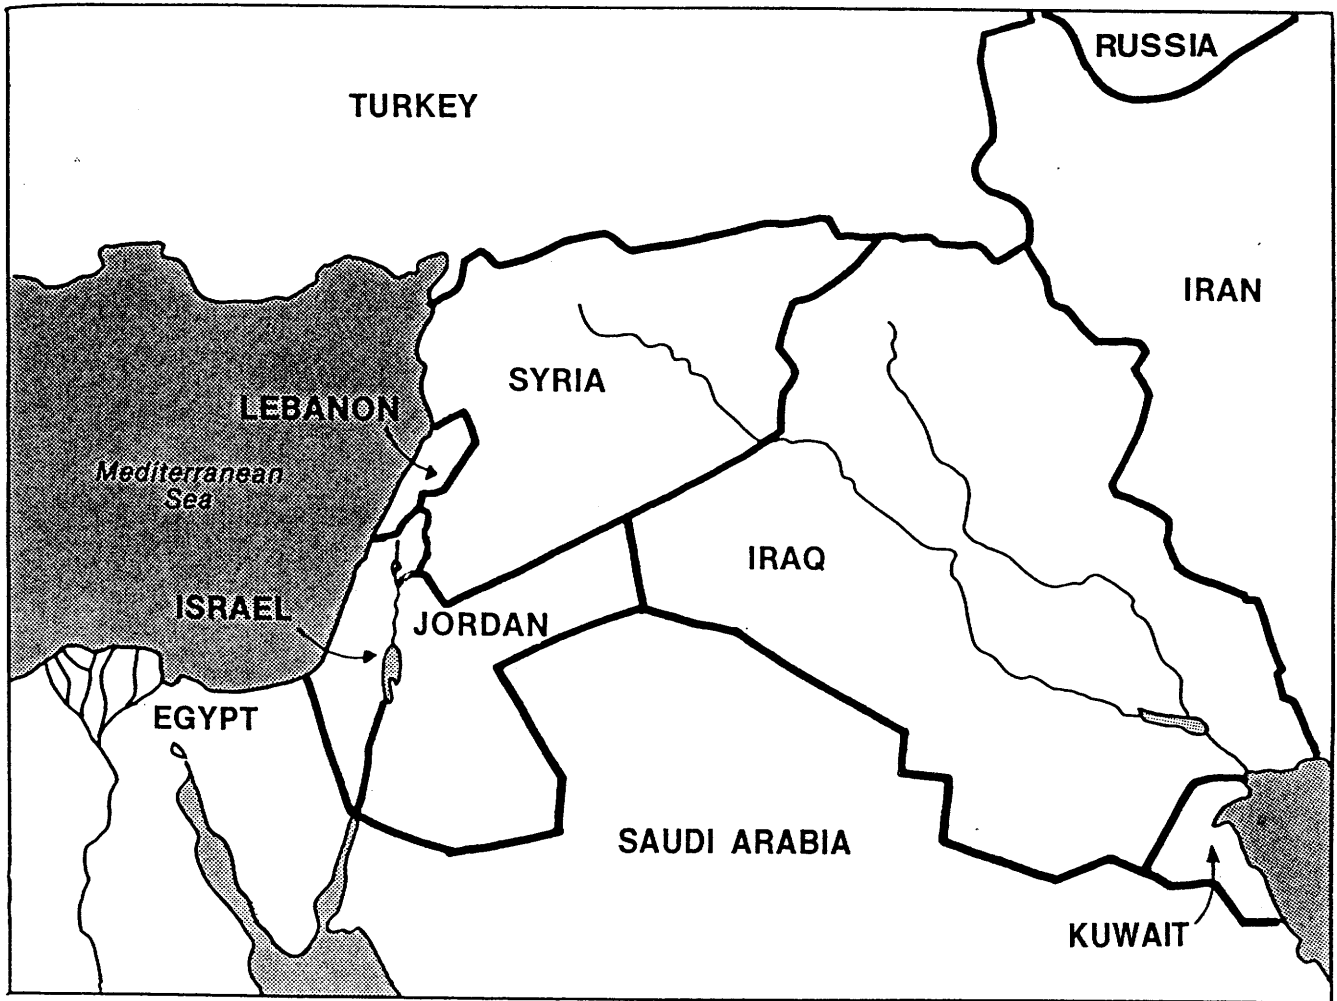 RUSSIA
TURKEY
IRAN
SYRIA
LEBANON
Mediterranean
Sea
IRAQ
ISRAEL
JORDAN
EGYPT
SAUDI ARABIA
KUWAIT